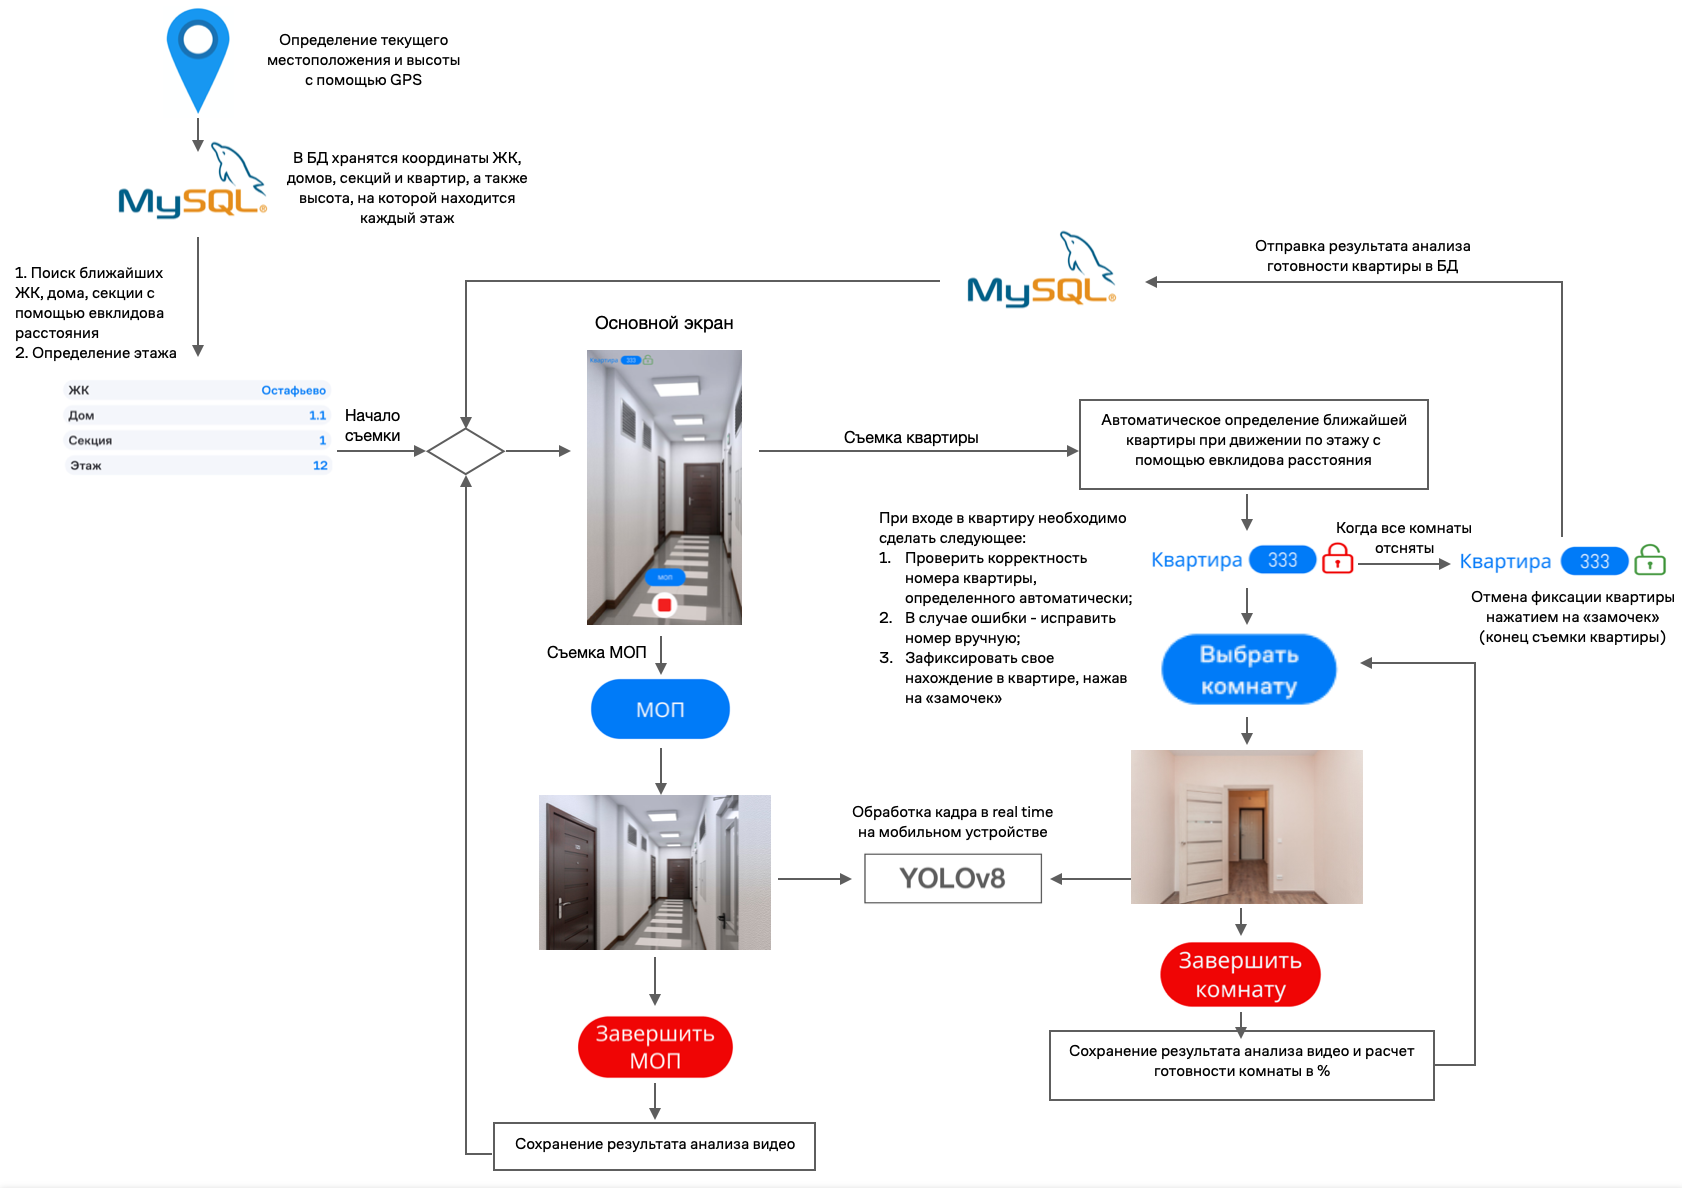 Определение текущего
местоположения и высоты
с помощью GPS
MySQL®
В БД хранятся координаты ЖК,
домов, секций и квартир, а также
высота, на которой находится
каждый этаж
1. Поиск ближайших
ЖК, дома, секции с
помощью евклидова
расстояния
2. Определение этажа
ЖК Остафьево
Дом 1.1
Секция 1
Этаж 12
Начало
съемки
MySQL®
Отправка результата анализа
готовности квартиры в БД
Основной экран
Квартира 333
МОП
Съемка квартиры
Автоматическое определение ближайшей
квартиры при движении по этажу с
помощью евклидова расстояния
При входе в квартиру необходимо
сделать следующее:
1. Проверить корректность
номера квартиры,
определенного автоматически;
2. В случае ошибки - исправить
номер вручную;
3. Зафиксировать свое
нахождение в квартире, нажав
на «замочек»
Квартира 333
Когда все комнаты
отсняты
Квартира 333
Отмена фиксации квартиры
нажатием на «замочек»
(конец съемки квартиры)
Выбрать
комнату
Съемка МОП
МОП
Обработка кадра в real time
на мобильном устройстве
YOLOv8
Завершить
комнату
Сохранение результата анализа видео и расчет
готовности комнаты в %
Завершить
МОП
Сохранение результата анализа видео